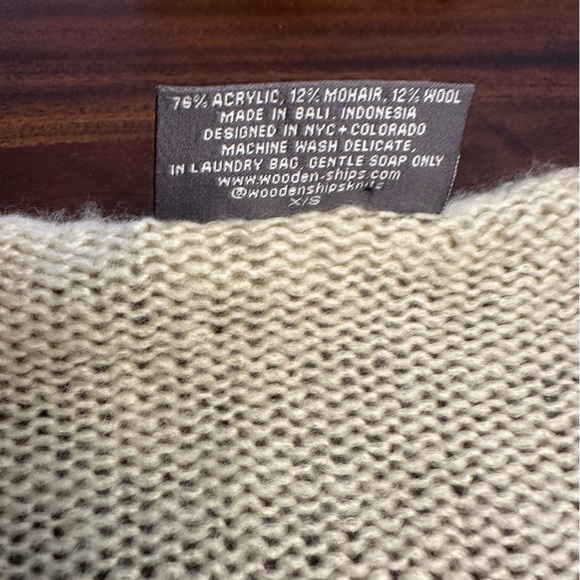 76% ACRYLIC, 12% MOHAIR, 12% WOOL
MADE IN BALI, INDONESIA
DESIGNED IN NYC + COLORADO
MACHINE WASH DELICATE,
IN LAUNDRY BAG, GENTLE SOAP ONLY
www.wooden-ships.com
@woodenshipsknits
X/S